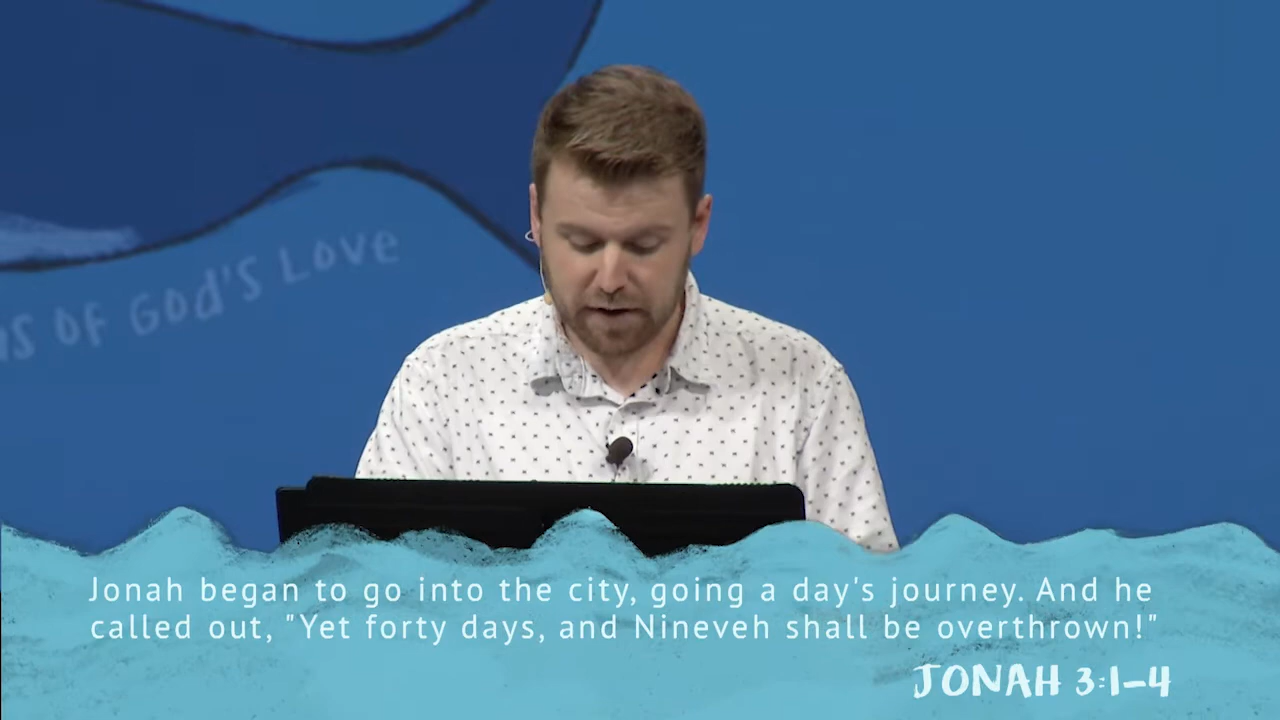 OF GOD'S LOVE
Jonah began to go into the city, going a day's journey. And he
called out, "Yet forty days, and Nineveh shall be overthrown!"
JONAH 3:1-4